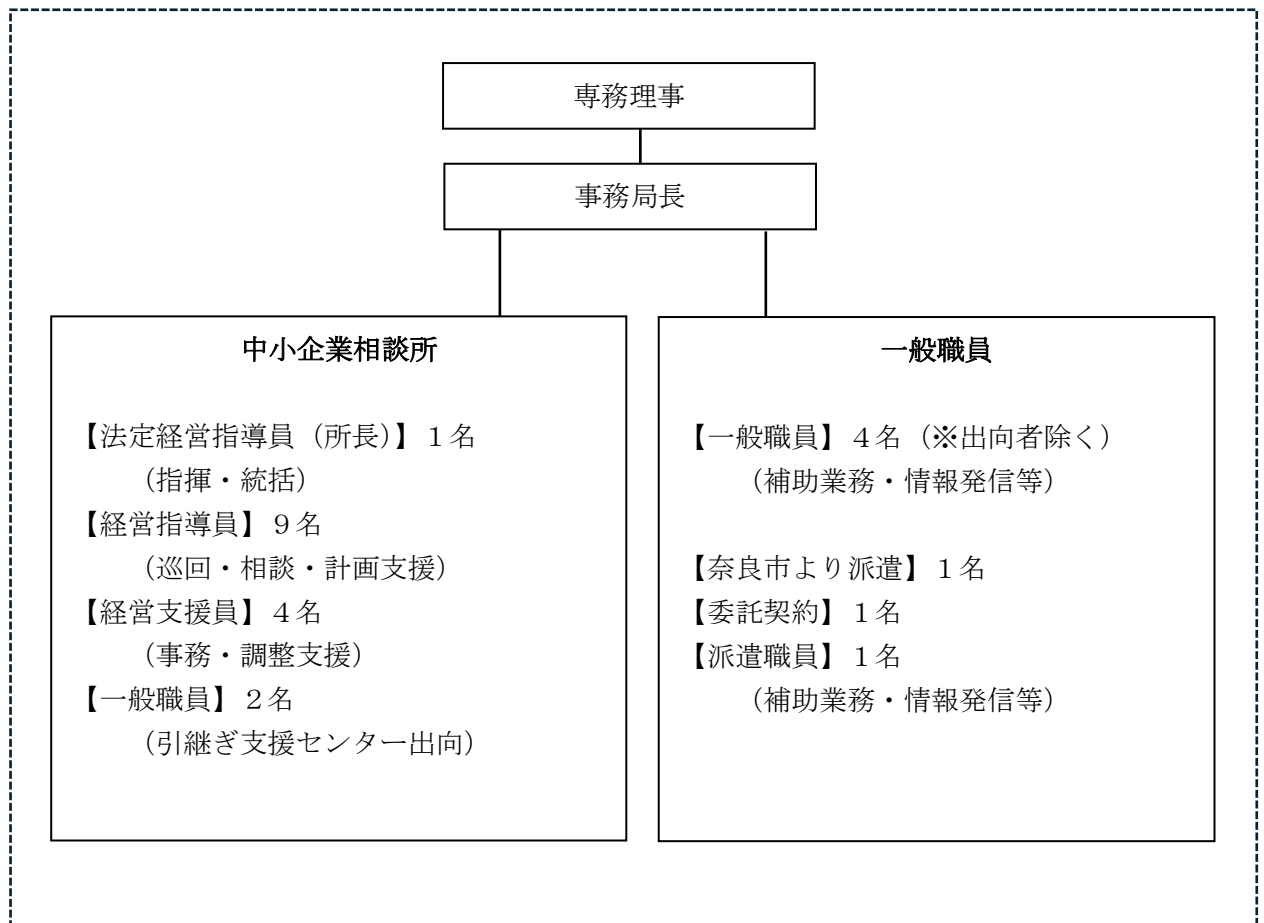 専務理事
事務局長
中小企業相談所
【法定経営指導員（所長）】１名
（指揮・統括）
【経営指導員】９名
（巡回・相談・計画支援）
【経営支援員】４名
（事務・調整支援）
【一般職員】２名
（引継ぎ支援センター出向）
一般職員
【一般職員】４名（※出向者除く）
（補助業務・情報発信等）
【奈良市より派遣】１名
【委託契約】１名
【派遣職員】１名
（補助業務・情報発信等）